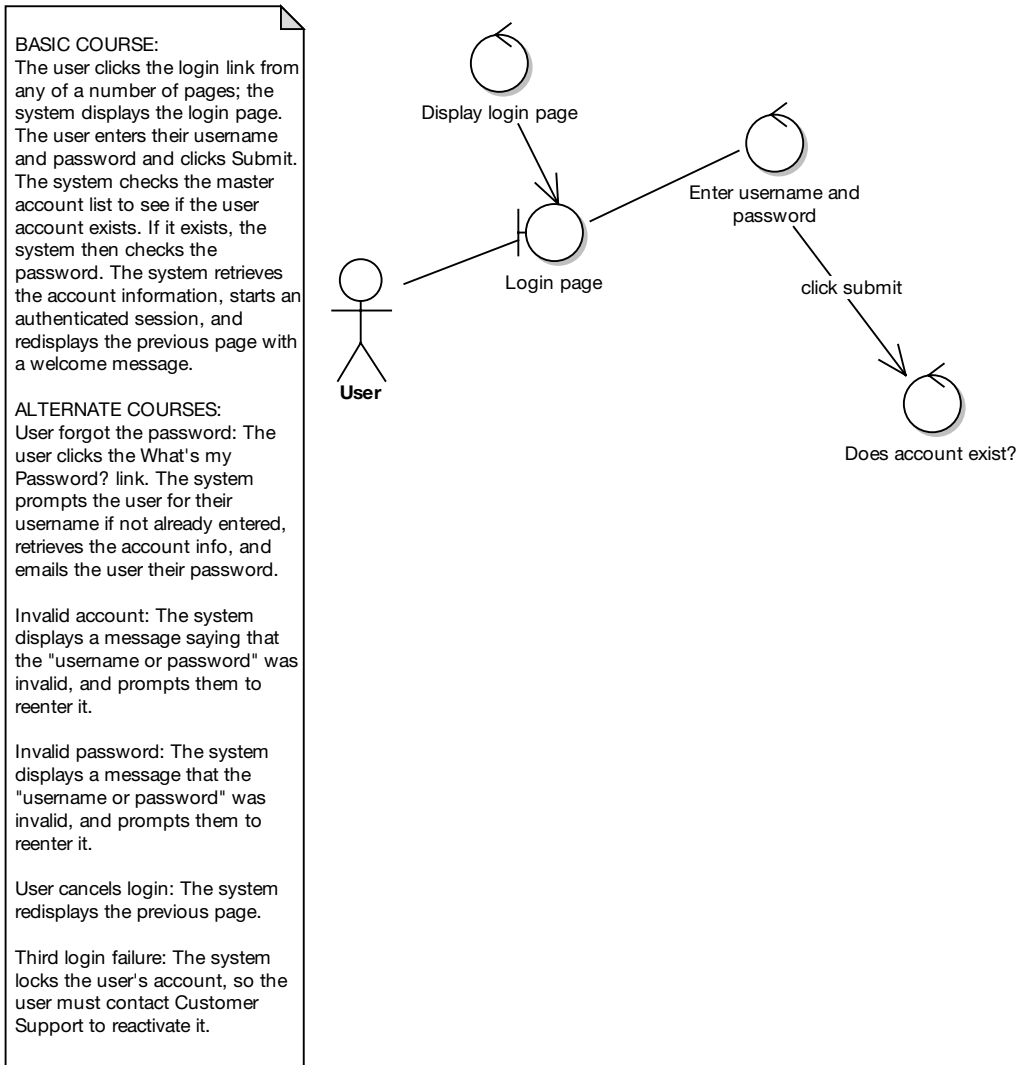 BASIC COURSE:
The user clicks the login link from
any of a number of pages; the
system displays the login page.
The user enters their username
and password and clicks Submit.
The system checks the master
account list to see if the user
account exists. If it exists, the
system then checks the
password. The system retrieves
the account information, starts an
authenticated session, and
redisplays the previous page with
a welcome message.
ALTERNATE COURSES:
User forgot the password: The
user clicks the What's my
Password? link. The system
prompts the user for their
username if not already entered,
retrieves the account info, and
emails the user their password.
Invalid account: The system
displays a message saying that
the "username or password" was
invalid, and prompts them to
reenter it.
Invalid password: The system
displays a message that the
"username or password" was
invalid, and prompts them to
reenter it.
User cancels login: The system
redisplays the previous page.
Third login failure: The system
locks the user's account, so the
user must contact Customer
Support to reactivate it.
Display login page
Enter username and
password
Login page
click submit
User
Does account exist?